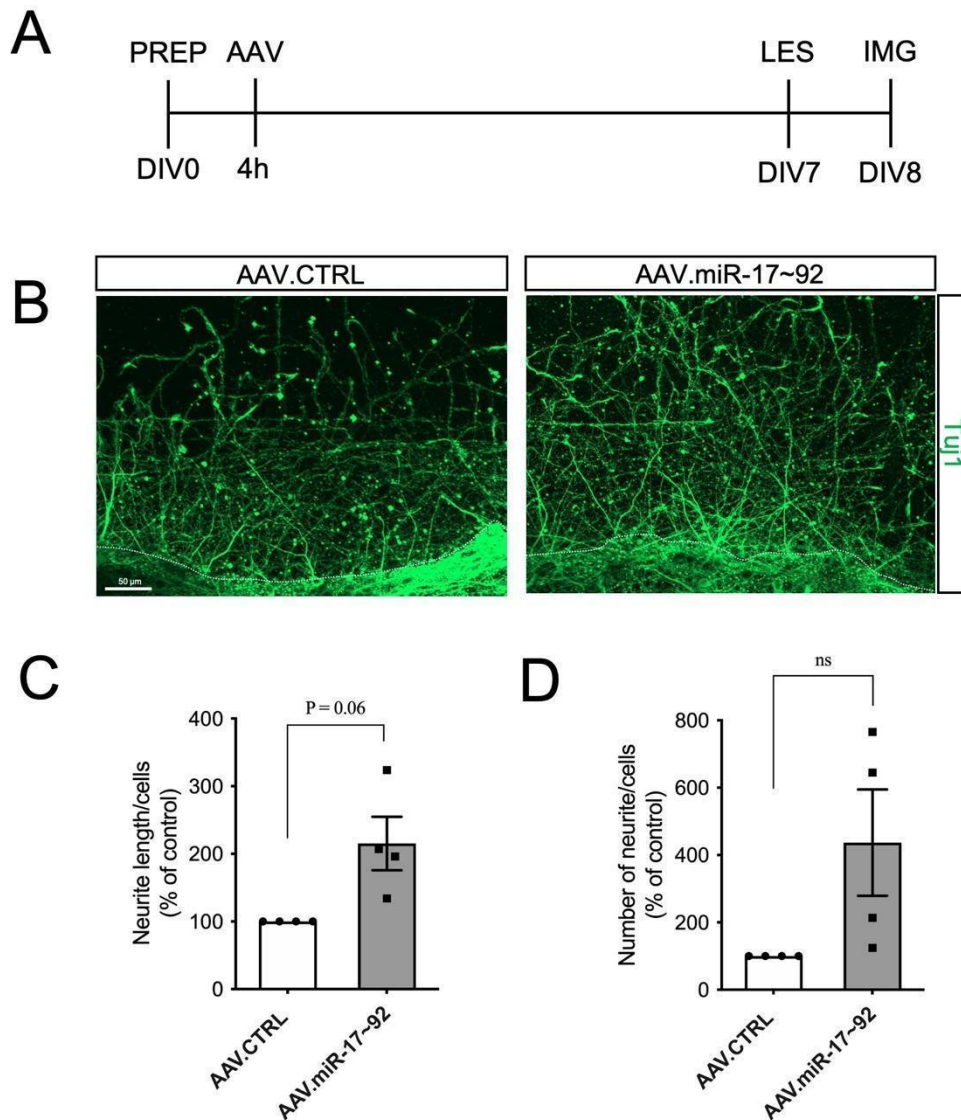 A
PREP AAV LES IMG
DIV0 4h DIV7 DIV8
B
AAV.CTRL AAV.miR-17~92
Tuj1
50 µm
C
P = 0.06
Neurite length/cells
(% of control)
400
300
200
100
0
AAV.CTRL
AAV.miR-17~92
D
ns
Number of neurite/cells
(% of control)
800
600
400
200
0
AAV.CTRL
AAV.miR-17~92